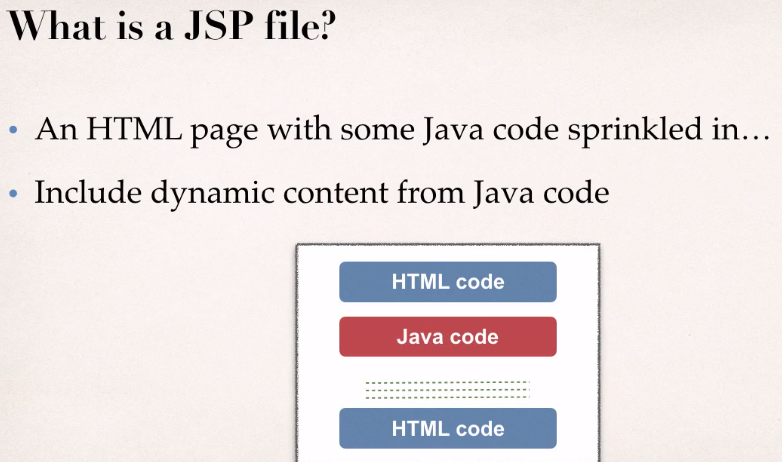 What is a JSP file?
• An HTML page with some Java code sprinkled in…
• Include dynamic content from Java code
HTML code
Java code
HTML code